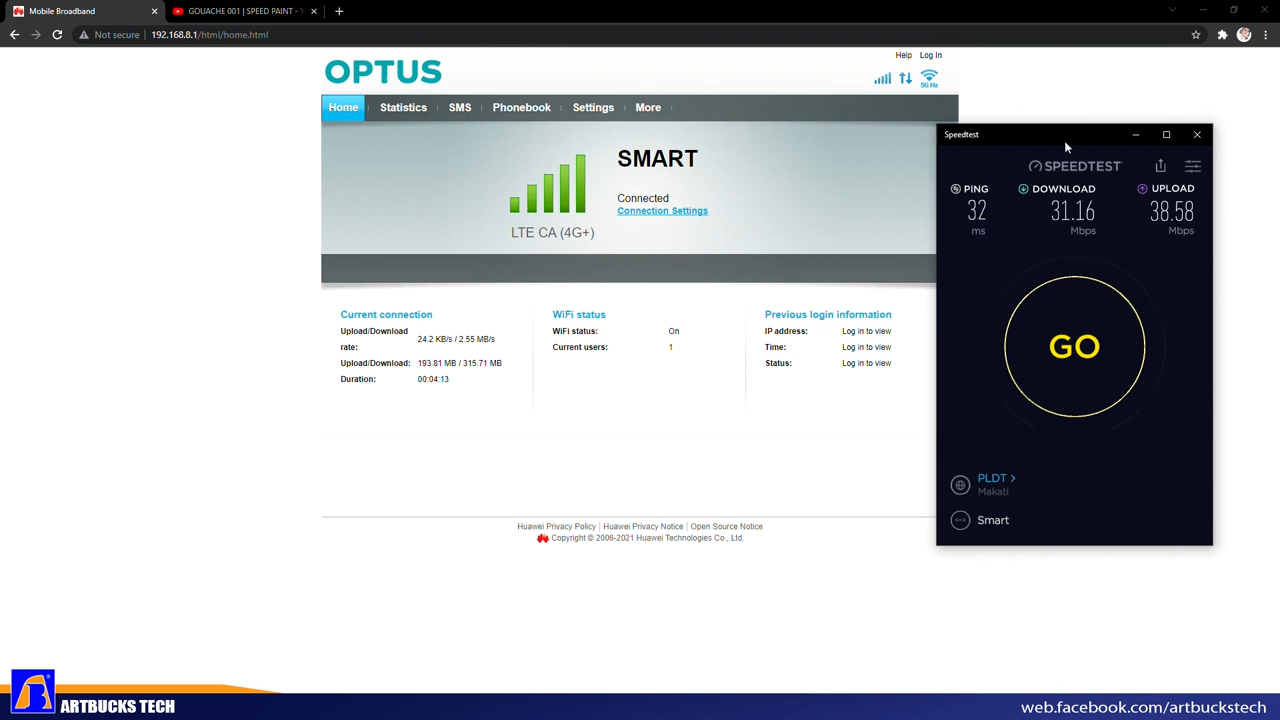 Mobile Broadband
GOUACHE 001 | SPEED PAINT -
Not secure
192.168.8.1/html/home.html
OPTUS
Help Log In
5G Hz
Home Statistics SMS Phonebook Settings More
SMART
Connected
Connection Settings
LTE CA (4G+)
Current connection
Upload/Download rate: 24.2 KB/s / 2.55 MB/s
Upload/Download: 193.81 MB / 315.71 MB
Duration: 00:04:13
WiFi status
WiFi status: On
Current users: 1
Previous login information
IP address: Log in to view
Time: Log in to view
Status: Log in to view
Huawei Privacy Policy | Huawei Privacy Notice | Open Source Notice
Copyright © 2006-2021 Huawei Technologies Co., Ltd.
Speedtest
SPEEDTEST
PING DOWNLOAD UPLOAD
32 31.16 38.58
ms Mbps Mbps
GO
PLDT >
Makati
Smart
ARTBUCKS TECH
web.facebook.com/artbuckstech